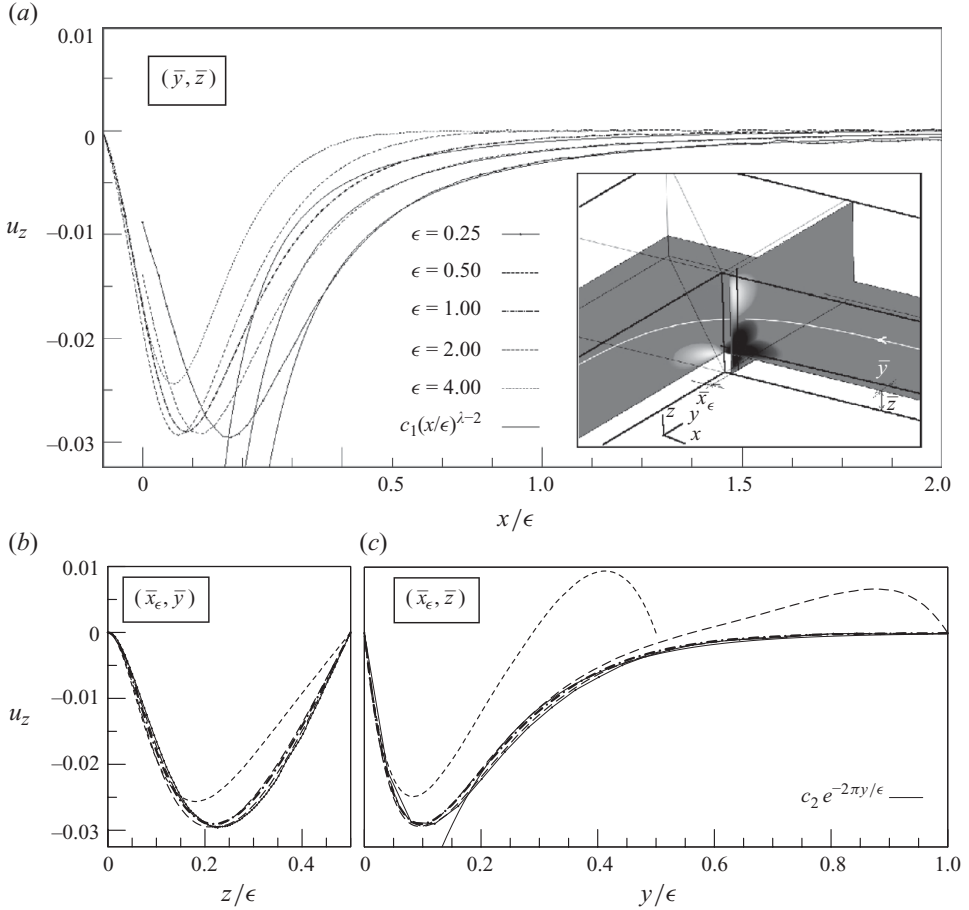 (a)
0.01
0
–0.01
–0.02
–0.03
u_z
(y̅, z̅)
ϵ = 0.25
ϵ = 0.50
ϵ = 1.00
ϵ = 2.00
ϵ = 4.00
c₁(x/ϵ)^{λ–2}
y̅
z̅
x̅_ϵ
z
y
x
0
0.5
1.0
1.5
2.0
x/ϵ
(b)
(c)
0.01
0
–0.01
–0.02
–0.03
u_z
(x̅_ϵ, y̅)
0
0.2
0.4
z/ϵ
(x̅_ϵ, z̅)
c₂ e^{–2πy/ϵ}
0
0.2
0.4
0.6
0.8
1.0
y/ϵ